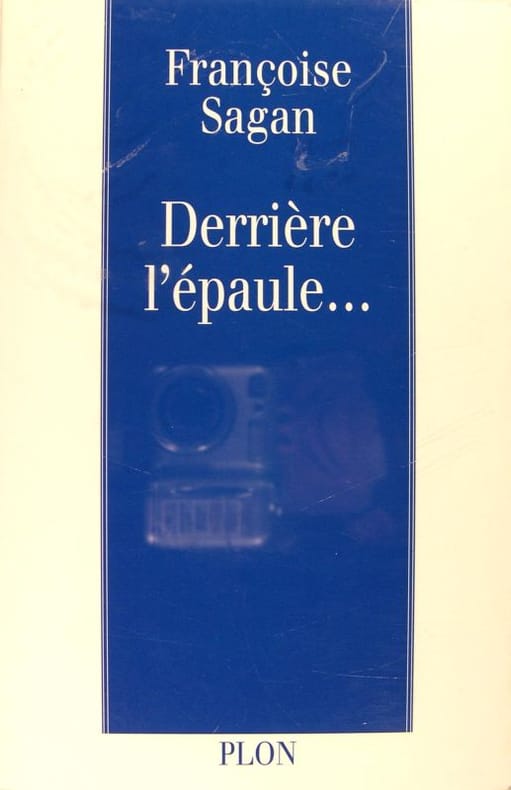 Françoise
Sagan
Derrière
l'épaule...
PLON